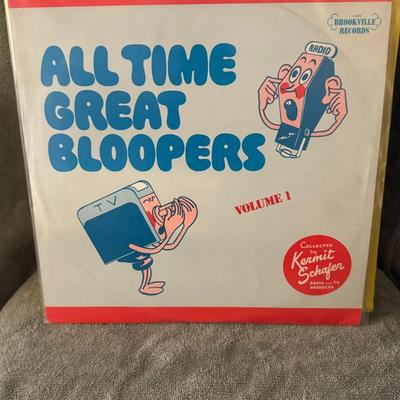 BROOKVILLE
RECORDS
ALL TIME
GREAT
BLOOPERS
RADIO
TV
VOLUME 1
COLLECTED
by
Kermit
Schafer
RADIO and TV
PRODUCER